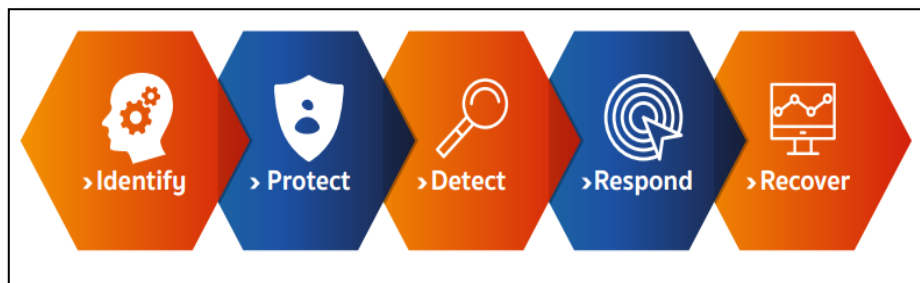 ›Identify
› Protect
›Detect
›Respond
›Recover